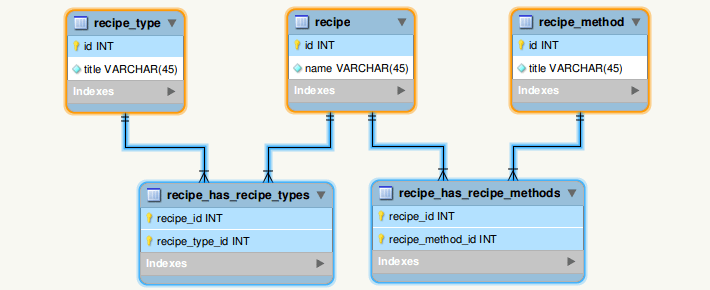 recipe_type
id INT
title VARCHAR(45)
Indexes
recipe
id INT
name VARCHAR(45)
Indexes
recipe_method
id INT
title VARCHAR(45)
Indexes
recipe_has_recipe_types
recipe_id INT
recipe_type_id INT
Indexes
recipe_has_recipe_methods
recipe_id INT
recipe_method_id INT
Indexes